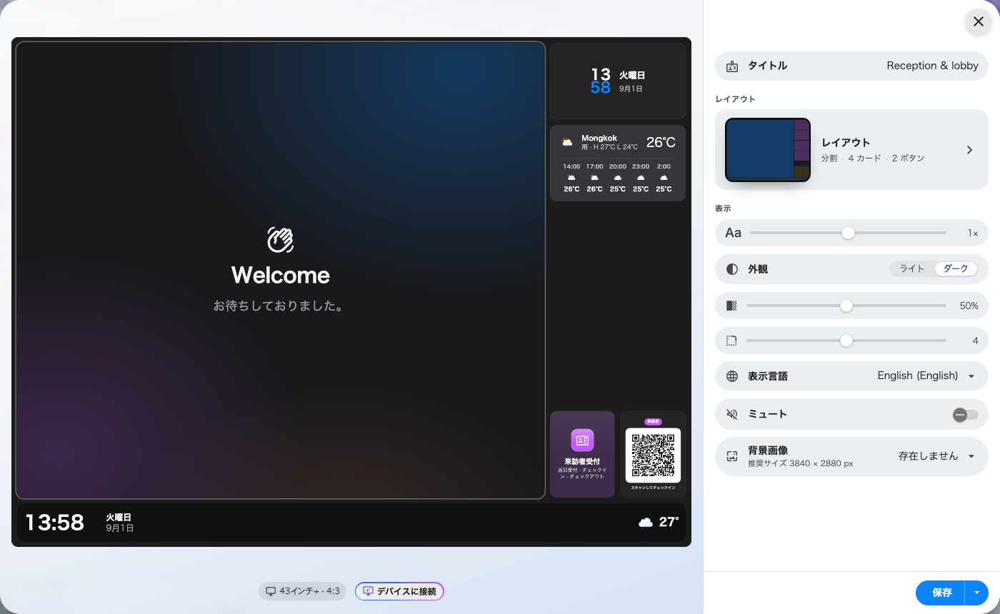 タイトル
Reception & lobby
レイアウト
レイアウト
分割 · 4 カード · 2 ボタン
表示
Aa
1×
外観
ライト
ダーク
50%
4
表示言語
English (English)
ミュート
背景画像
推奨サイズ 3840 × 2880 px
存在しません
保存
13
58
火曜日
9月1日
Mongkok
雨 · H 27°C L 24°C
26°C
14:00 17:00 20:00 23:00 2:00
26°C 26°C 25°C 25°C 25°C
Welcome
お待ちしておりました。
来訪者受付
当日受付 · チェックイ
ン · チェックアウト
来訪者
スキャンしてチェックイン
13:58
火曜日
9月1日
27°
43インチ+ · 4:3
デバイスに接続